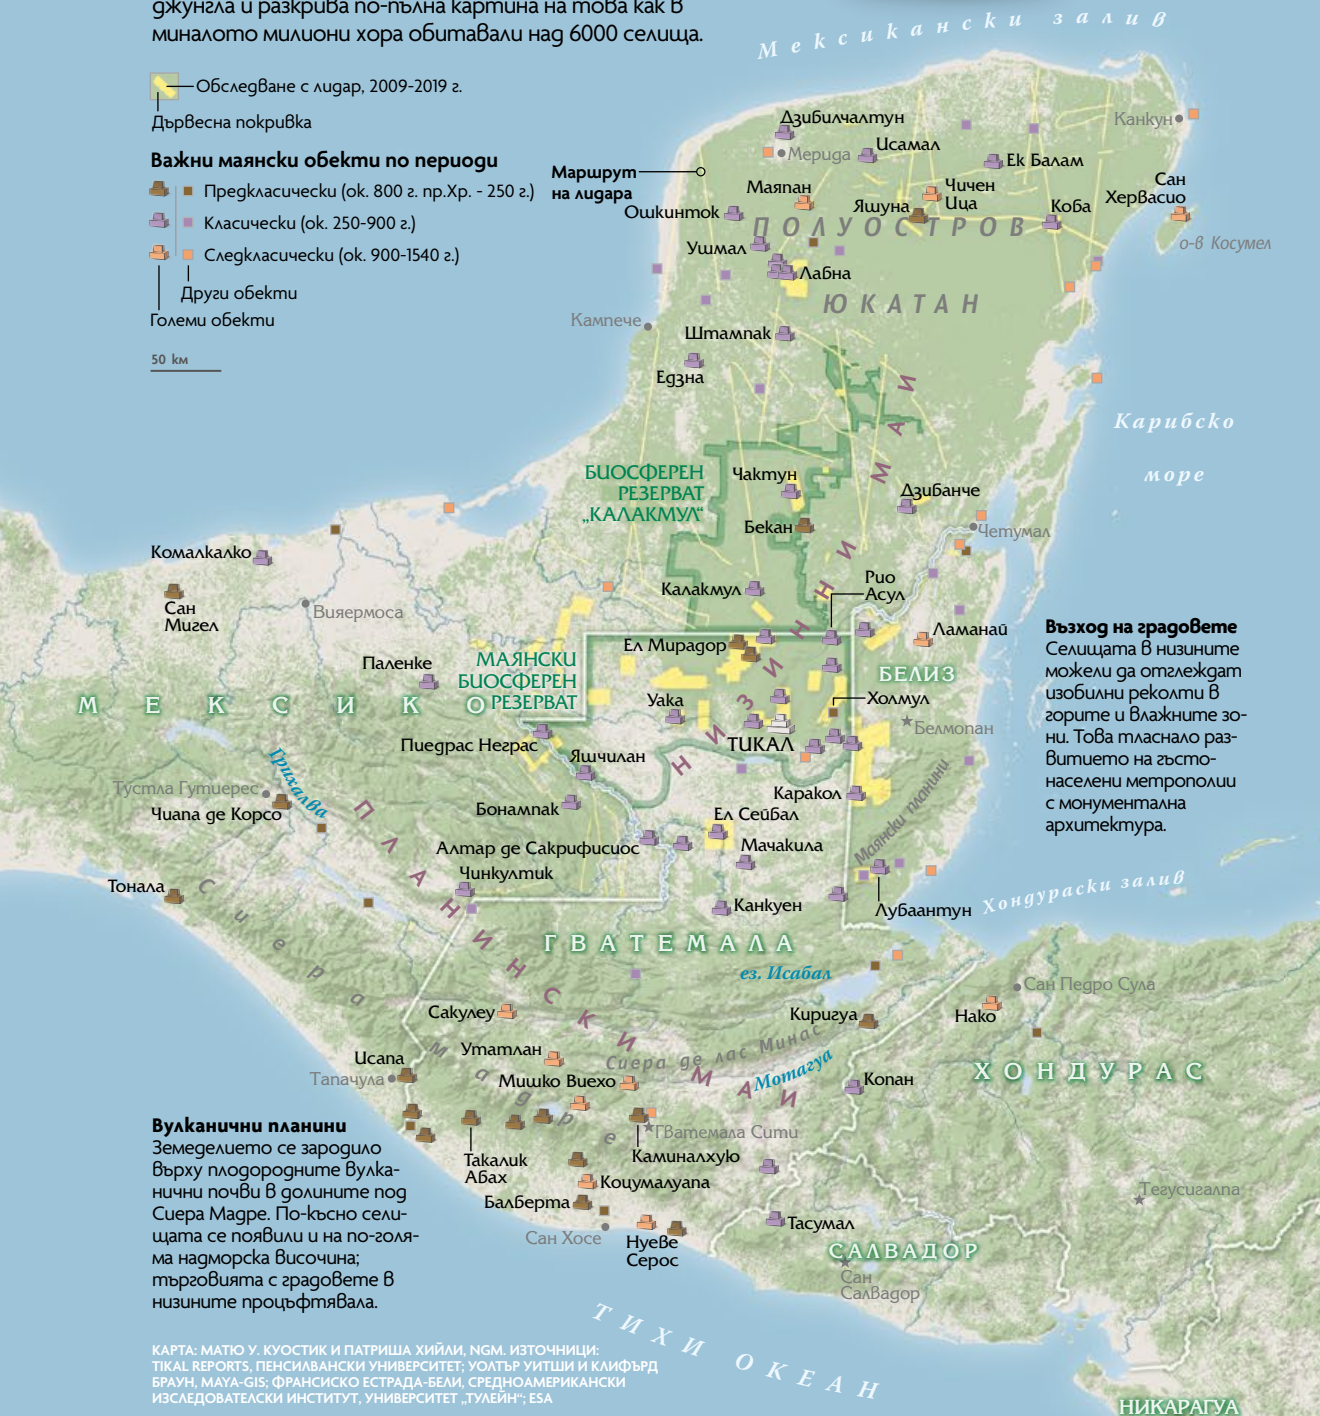 джунгла и разкрива по-пълна картина на това как в
миналото милиони хора обитавали над 6000 селища.
Мексикански залив
Обследване с лидар, 2009-2019 г.
Дървесна покривка
Важни маянски обекти по периоди
Предкласически (ок. 800 г. пр.Хр. - 250 г.)
Класически (ок. 250-900 г.)
Следкласически (ок. 900-1540 г.)
Други обекти
Големи обекти
50 км
Маршрут
на лидара
Дзибилчалтун
Мерида
Исамал
Ек Балам
Канкун
Сан
Хервасио
о-в Косумел
Маяпан
Яшуна
Чичен
Ица
Коба
Ошкинток
ПОЛУОСТРОВ
ЮКАТАН
Ушмал
Лабна
Кампече
Штампак
Едзна
Карибско
море
БИОСФЕРЕН
РЕЗЕРВАТ
„КАЛАКМУЛ“
Чактун
Дзибанче
Бекан
Четумал
Комалкалко
Сан
Мигел
Вияермоса
Калакмул
Рио
Асул
Ел Мирадор
Ламанай
Паленке
МАЯНСКИ
БИОСФЕРЕН
РЕЗЕРВАТ
БЕЛИЗ
МЕКСИКО
Уака
Холмул
Белмопан
Пиедрас Неграс
ТИКАЛ
НИЗИННИ МАИ
Яшчилан
Грихалва
Тустла Гутиерес
Чиапа де Корсо
Бонампак
Каракол
Маянски планини
Ел Сейбал
Алтар де Сакрифисиос
Мачакила
Чинкултик
Тонала
Канкуен
Лубаантун
Хондураски залив
Възход на градовете
Селищата в низините
можели да отглеждат
изобилни реколти в
горите и влажните зо-
ни. Това тласнало раз-
витието на гъсто-
населени метрополии
с монументална
архитектура.
ГВАТЕМАЛА
ПЛАНИНСКИ МАИ
Сиера мадре
ез. Исабал
Сан Педро Сула
Сакулеу
Киригуа
Нако
Исапа
Утатлан
Сиера де лас Минас
Тапачула
Мишко Виехо
Мотагуа
Копан
ХОНДУРАС
Гватемала Сити
Такалик
Абах
Каминалхую
Коцумалуапа
Балберта
Сан Хосе
Нуеве
Серос
Тасумал
Тегусигалпа
САЛВАДОР
Сан
Салвадор
Вулканични планини
Земеделието се зародило
върху плодородните вулка-
нични почви в долините под
Сиера Мадре. По-късно сели-
щата се появили и на по-голя-
ма надморска височина;
търговията с градовете в
низините процъфтявала.
ТИХИ ОКЕАН
НИКАРАГУА
КАРТА: МАТЮ У. КУОСТИК И ПАТРИША ХИЙЛИ, NGM. ИЗТОЧНИЦИ:
TIKAL REPORTS, ПЕНСИЛВАНСКИ УНИВЕРСИТЕТ; УОЛТЪР УИТШИ И КЛИФЪРД
БРАУН, MAYA-GIS; ФРАНСИСКО ЕСТРАДА-БЕЛИ, СРЕДНОАМЕРИКАНСКИ
ИЗСЛЕДОВАТЕЛСКИ ИНСТИТУТ, УНИВЕРСИТЕТ „ТУЛЕЙН“; ESA